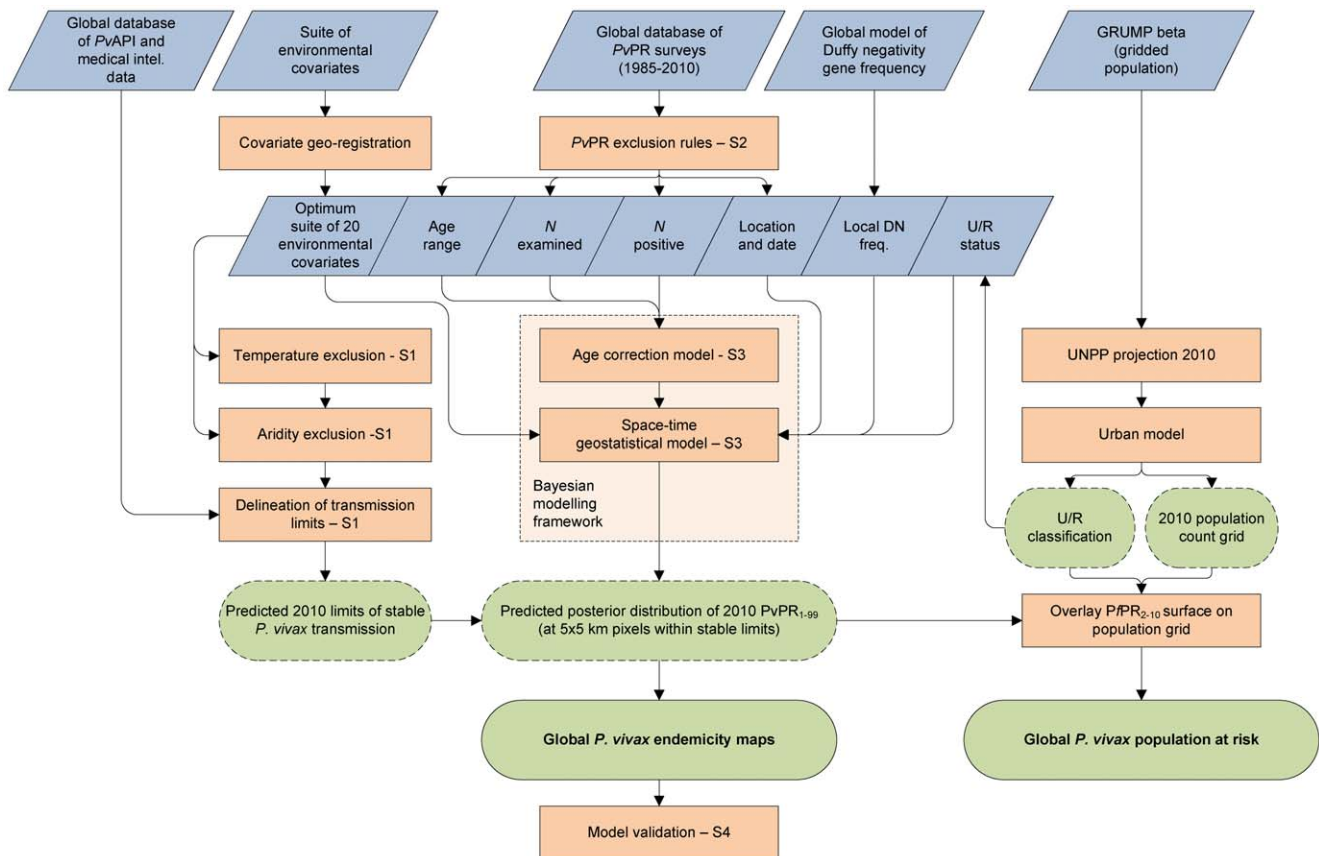 Global database
of PvAPI and
medical intel.
data
Suite of
environmental
covariates
Global database of
PvPR surveys
(1985-2010)
Global model of
Duffy negativity
gene frequency
GRUMP beta
(gridded
population)
Covariate geo-registration
PvPR exclusion rules – S2
Optimum
suite of 20
environmental
covariates
Age
range
N
examined
N
positive
Location
and date
Local DN
freq.
U/R
status
Temperature exclusion - S1
Age correction model - S3
UNPP projection 2010
Aridity exclusion -S1
Space-time
geostatistical model – S3
Urban model
Delineation of transmission
limits – S1
Bayesian
modelling
framework
U/R
classification
2010 population
count grid
Predicted 2010 limits of stable
P. vivax transmission
Predicted posterior distribution of 2010 PvPR1-99
(at 5x5 km pixels within stable limits)
Overlay PfPR2-10 surface on
population grid
Global P. vivax endemicity maps
Global P. vivax population at risk
Model validation – S4